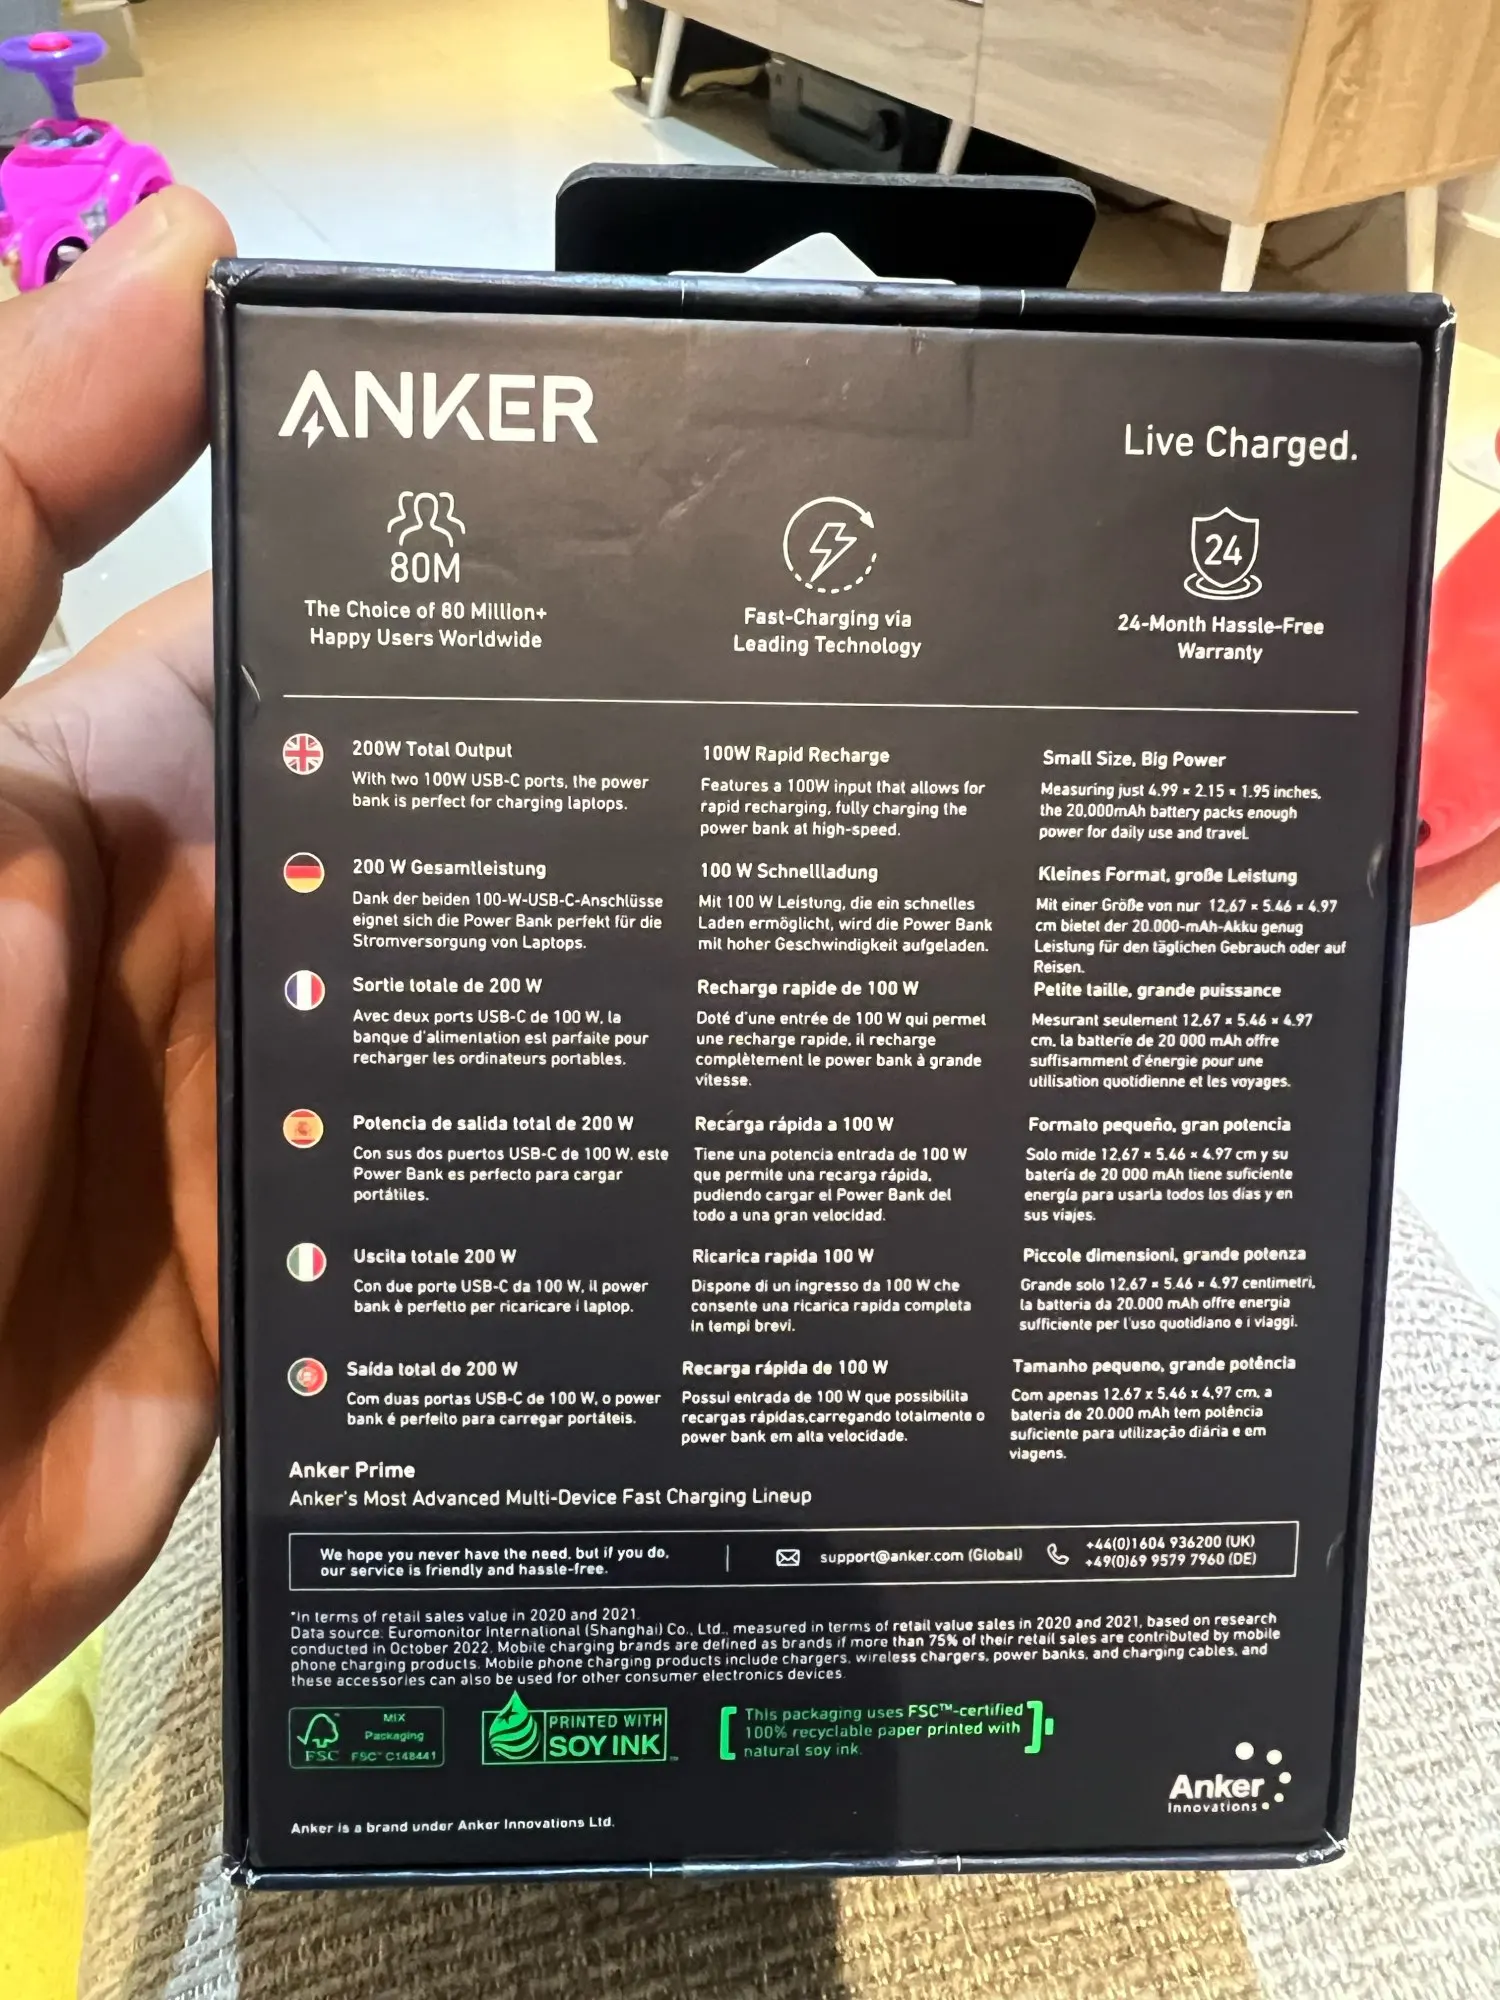 ANKER
Live Charged.
80M
The Choice of 80 Million+
Happy Users Worldwide
Fast-Charging via
Leading Technology
24
24-Month Hassle-Free
Warranty
200W Total Output
With two 100W USB-C ports, the power
bank is perfect for charging laptops.
100W Rapid Recharge
Features a 100W input that allows for
rapid recharging, fully charging the
power bank at high-speed.
Small Size, Big Power
Measuring just 4.99 × 2.15 × 1.95 inches,
the 20,000mAh battery packs enough
power for daily use and travel.
200 W Gesamtleistung
Dank der beiden 100-W-USB-C-Anschlüsse
eignet sich die Power Bank perfekt für die
Stromversorgung von Laptops.
100 W Schnellladung
Mit 100 W Leistung, die ein schnelles
Laden ermöglicht, wird die Power Bank
mit hoher Geschwindigkeit aufgeladen.
Kleines Format, große Leistung
Mit einer Größe von nur 12,67 × 5.46 × 4.97
cm bietet der 20.000-mAh-Akku genug
Leistung für den täglichen Gebrauch oder auf
Reisen.
Sortie totale de 200 W
Avec deux ports USB-C de 100 W, la
banque d'alimentation est parfaite pour
recharger les ordinateurs portables.
Recharge rapide de 100 W
Doté d'une entrée de 100 W qui permet
une recharge rapide, il recharge
complètement le power bank à grande
vitesse.
Petite taille, grande puissance
Mesurant seulement 12,67 × 5.46 × 4.97
cm, la batterie de 20 000 mAh offre
suffisamment d'énergie pour une
utilisation quotidienne et les voyages.
Potencia de salida total de 200 W
Con sus dos puertos USB-C de 100 W, este
Power Bank es perfecto para cargar
portátiles.
Recarga rápida a 100 W
Tiene una potencia entrada de 100 W
que permite una recarga rápida,
pudiendo cargar el Power Bank del
todo a una gran velocidad.
Formato pequeño, gran potencia
Solo mide 12,67 × 5.46 × 4.97 cm y su
batería de 20 000 mAh tiene suficiente
energía para usarla todos los días y en
sus viajes.
Uscita totale 200 W
Con due porte USB-C da 100 W, il power
bank è perfetto per ricaricare i laptop.
Ricarica rapida 100 W
Dispone di un ingresso da 100 W che
consente una ricarica rapida completa
in tempi brevi.
Piccole dimensioni, grande potenza
Grande solo 12,67 × 5.46 × 4.97 centimetri,
la batteria da 20.000 mAh offre energia
sufficiente per l'uso quotidiano e i viaggi.
Saída total de 200 W
Com duas portas USB-C de 100 W, o power
bank é perfeito para carregar portáteis.
Recarga rápida de 100 W
Possui entrada de 100 W que possibilita
recargas rápidas,carregando totalmente o
power bank em alta velocidade.
Tamanho pequeno, grande potência
Com apenas 12.67 x 5,46 x 4,97 cm, a
bateria de 20.000 mAh tem potência
suficiente para utilização diária e em
viagens.
Anker Prime
Anker's Most Advanced Multi-Device Fast Charging Lineup
We hope you never have the need, but if you do,
our service is friendly and hassle-free.
support@anker.com (Global)
+44(0)1604 936200 (UK)
+49(0)69 9579 7960 (DE)
*In terms of retail sales value in 2020 and 2021.
Data source: Euromonitor International (Shanghai) Co., Ltd., measured in terms of retail value sales in 2020 and 2021, based on research
conducted in October 2022. Mobile charging brands are defined as brands if more than 75% of their retail sales are contributed by mobile
phone charging products. Mobile phone charging products include chargers, wireless chargers, power banks, and charging cables, and
these accessories can also be used for other consumer electronics devices.
FSC
MIX
Packaging
FSC™ C148441
PRINTED WITH
SOY INK™
This packaging uses FSC™-certified
100% recyclable paper printed with
natural soy ink.
Anker
Innovations
Anker is a brand under Anker Innovations Ltd.